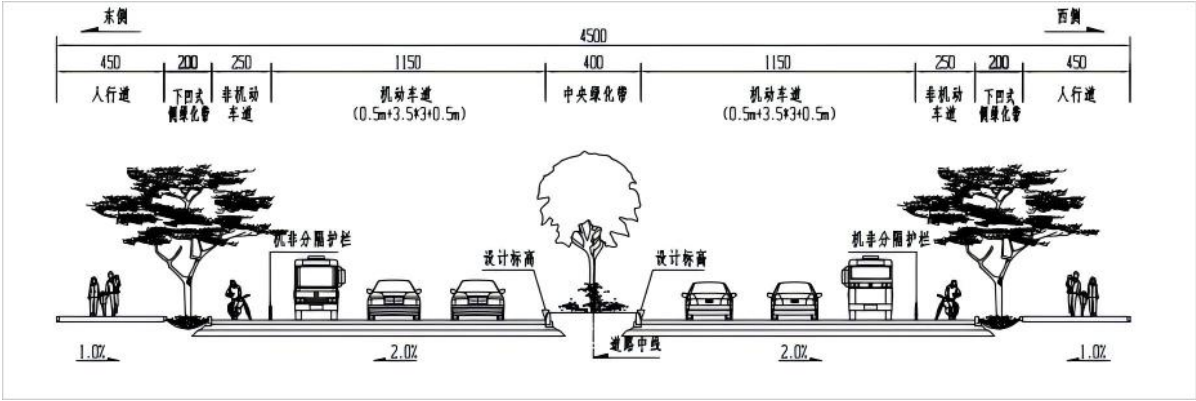 东侧
西侧
4500
450 200 250 1150 400 1150 250 200 450
人行道 下凹式 非机动 机动车道 中央绿化带 机动车道 非机动 下凹式 人行道
侧绿化带 车道 (0.5m+3.5*3+0.5m) (0.5m+3.5*3+0.5m) 车道 侧绿化带
机非分隔护栏 机非分隔护栏
设计标高 设计标高
道路中线
1.0% 2.0% 2.0% 1.0%